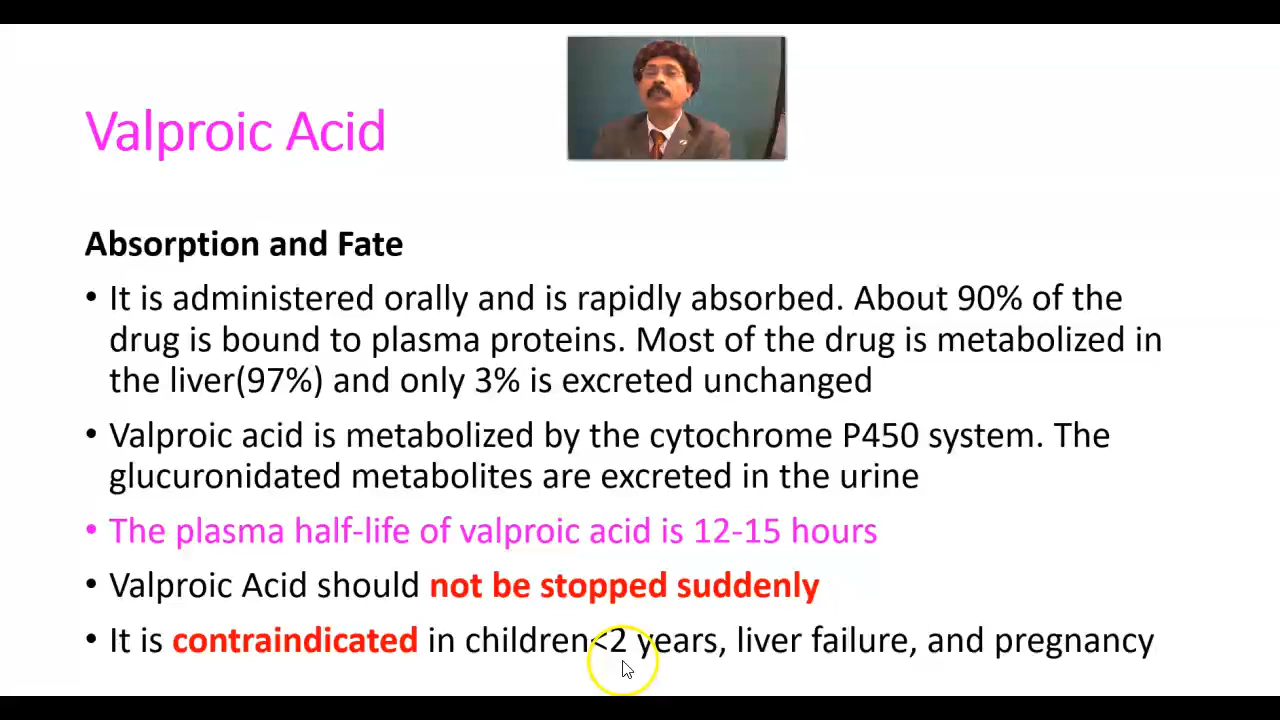 Valproic Acid
Absorption and Fate
• It is administered orally and is rapidly absorbed. About 90% of the
drug is bound to plasma proteins. Most of the drug is metabolized in
the liver(97%) and only 3% is excreted unchanged
• Valproic acid is metabolized by the cytochrome P450 system. The
glucuronidated metabolites are excreted in the urine
• The plasma half-life of valproic acid is 12-15 hours
• Valproic Acid should not be stopped suddenly
• It is contraindicated in children<2 years, liver failure, and pregnancy